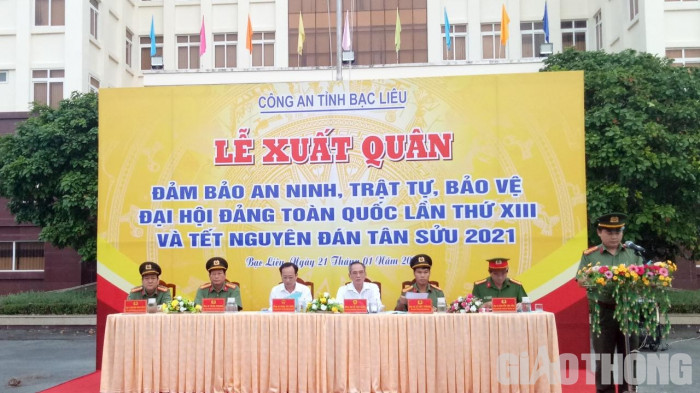 CÔNG AN TỈNH BẠC LIÊU
LỄ XUẤT QUÂN
ĐẢM BẢO AN NINH, TRẬT TỰ, BẢO VỆ
ĐẠI HỘI ĐẢNG TOÀN QUỐC LẦN THỨ XIII
VÀ TẾT NGUYÊN ĐÁN TÂN SỬU 2021
Bạc Liêu, Ngày 21 Tháng 01 Năm
GIAOTHONG